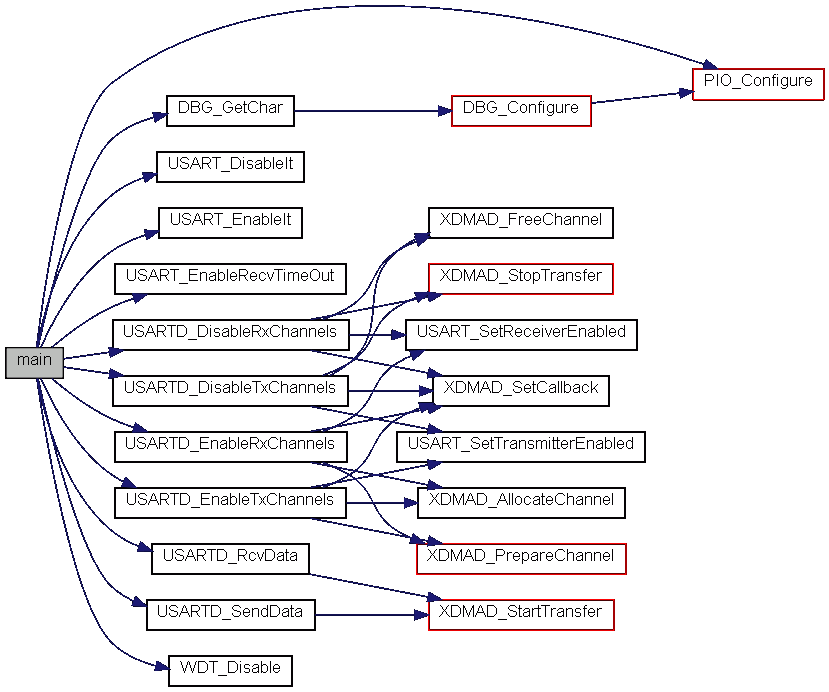 PIO_Configure
DBG_GetChar
DBG_Configure
USART_DisableIt
USART_EnableIt
XDMAD_FreeChannel
USART_EnableRecvTimeOut
XDMAD_StopTransfer
USARTD_DisableRxChannels
USART_SetReceiverEnabled
main
USARTD_DisableTxChannels
XDMAD_SetCallback
USARTD_EnableRxChannels
USART_SetTransmitterEnabled
USARTD_EnableTxChannels
XDMAD_AllocateChannel
USARTD_RcvData
XDMAD_PrepareChannel
USARTD_SendData
XDMAD_StartTransfer
WDT_Disable